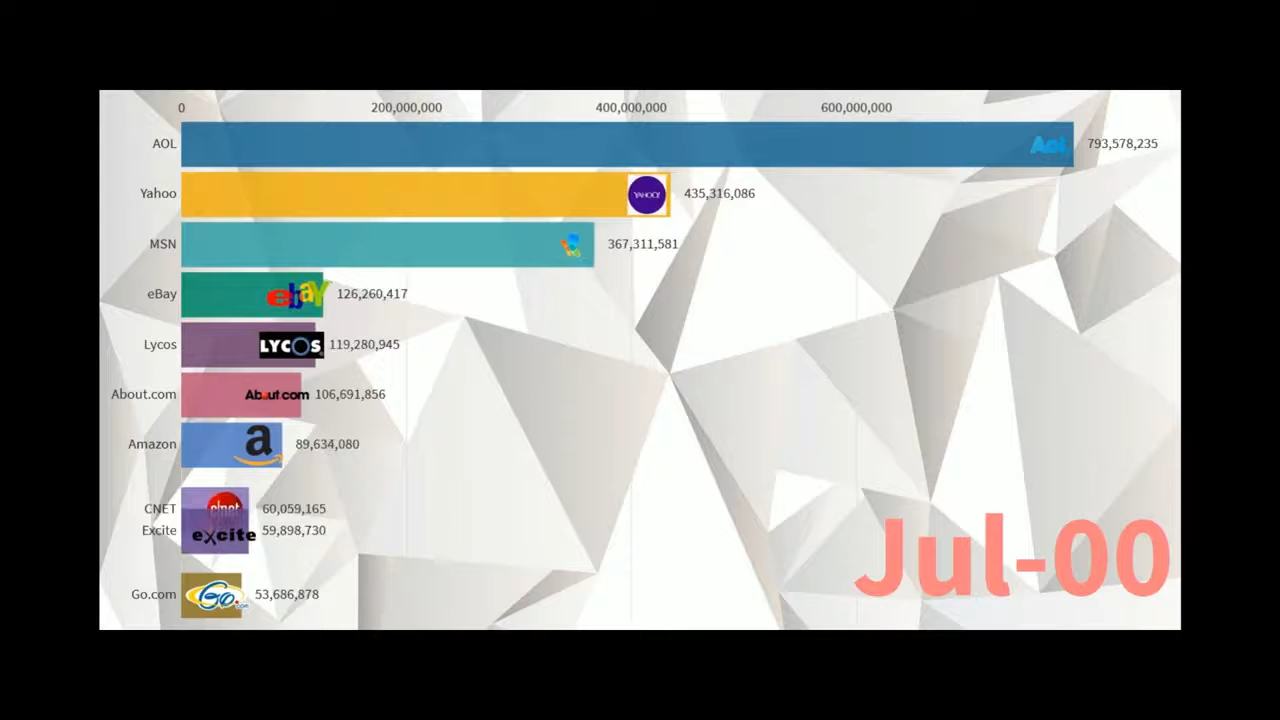 0 200,000,000 400,000,000 600,000,000
AOL Aol. 793,578,235
Yahoo YAHOO! 435,316,086
MSN 367,311,581
eBay ebaY 126,260,417
Lycos LYCOS 119,280,945
About.com About.com 106,691,856
Amazon a 89,634,080
CNET c|net 60,059,165
Excite excite 59,898,730
Go.com Go.com 53,686,878
Jul-00